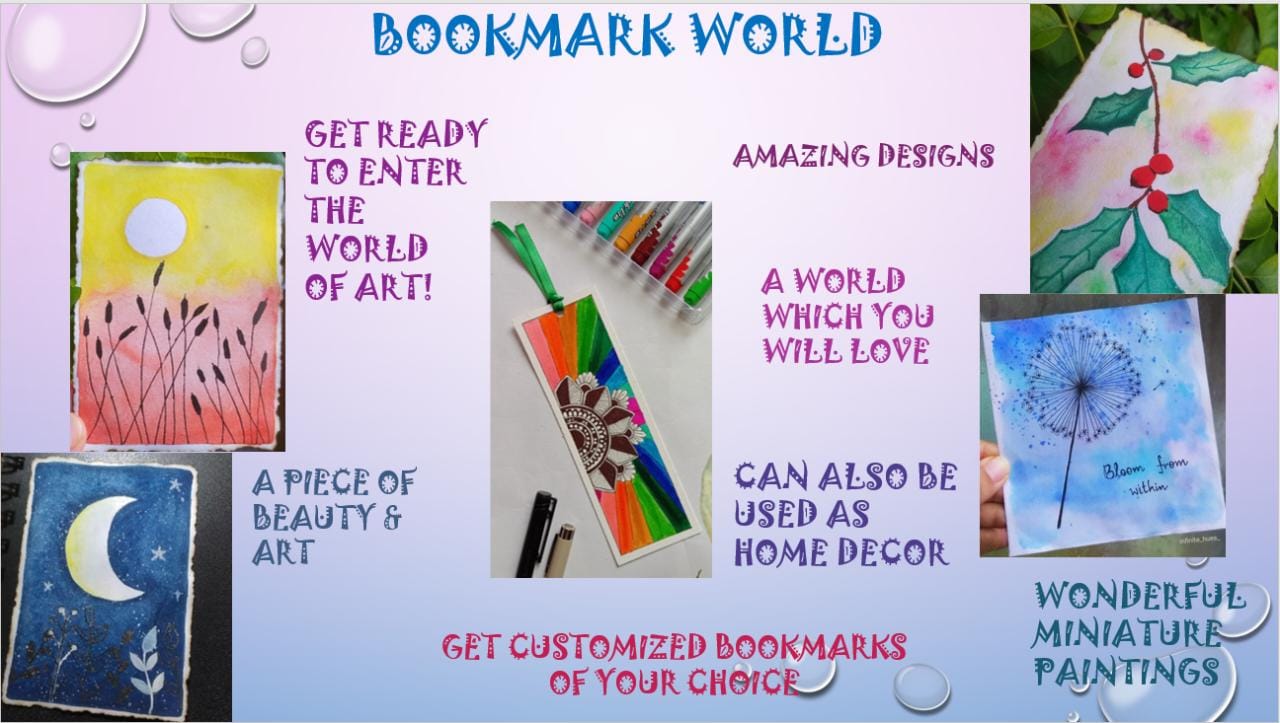 BOOKMARK WORLD
GET READY
TO ENTER
THE
WORLD
OF ART!
AMAZING DESIGNS
A WORLD
WHICH YOU
WILL LOVE
A PIECE OF
BEAUTY &
ART
CAN ALSO BE
USED AS
HOME DECOR
Bloom from
within
infinite_hues_
WONDERFUL
MINIATURE
PAINTINGS
GET CUSTOMIZED BOOKMARKS
OF YOUR CHOICE